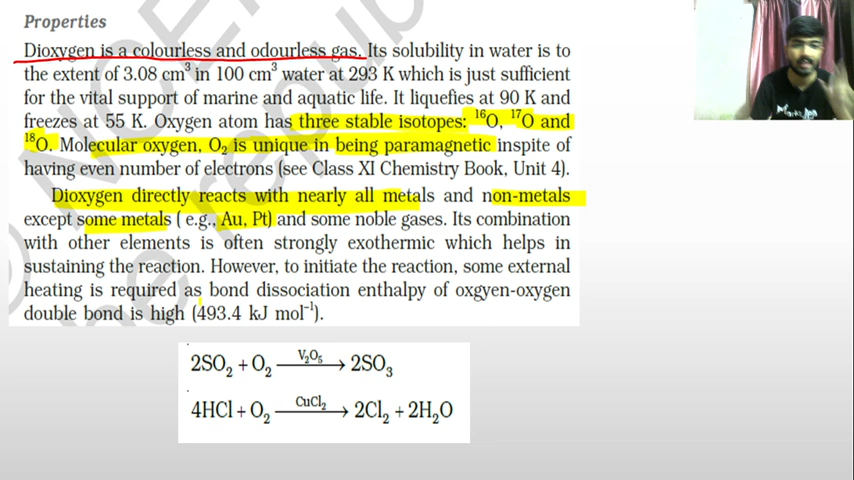 Properties
Dioxygen is a colourless and odourless gas. Its solubility in water is to
the extent of 3.08 cm³ in 100 cm³ water at 293 K which is just sufficient
for the vital support of marine and aquatic life. It liquefies at 90 K and
freezes at 55 K. Oxygen atom has three stable isotopes: ¹⁶O, ¹⁷O and
¹⁸O. Molecular oxygen, O₂ is unique in being paramagnetic inspite of
having even number of electrons (see Class XI Chemistry Book, Unit 4).
Dioxygen directly reacts with nearly all metals and non-metals
except some metals ( e.g., Au, Pt) and some noble gases. Its combination
with other elements is often strongly exothermic which helps in
sustaining the reaction. However, to initiate the reaction, some external
heating is required as bond dissociation enthalpy of oxgyen-oxygen
double bond is high (493.4 kJ mol⁻¹).
2SO₂ + O₂ —V₂O₅→ 2SO₃
4HCl + O₂ —CuCl₂→ 2Cl₂ + 2H₂O